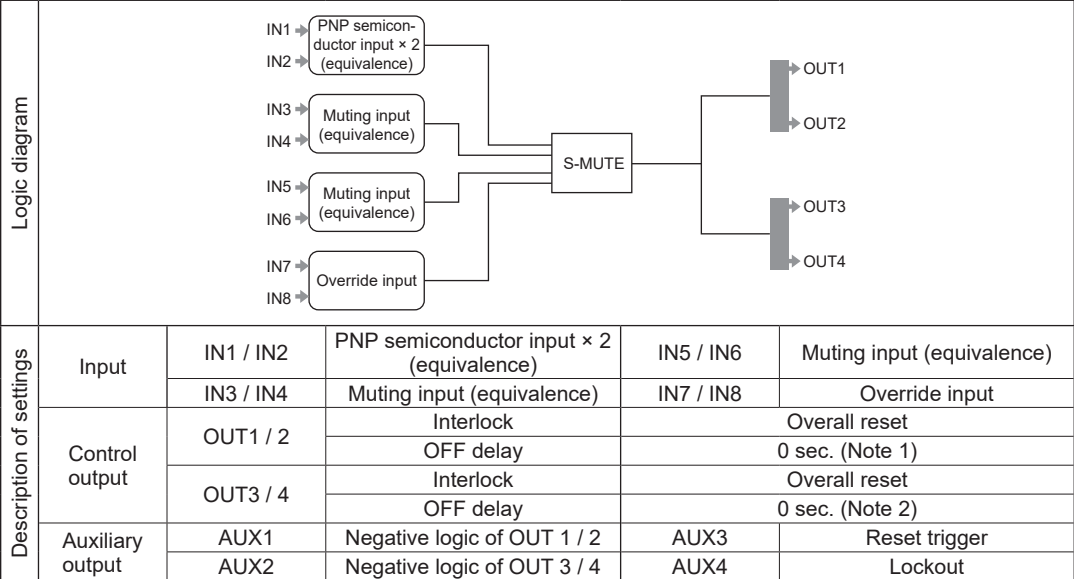 Logic diagram
IN1
IN2
PNP semicon-
ductor input × 2
(equivalence)
IN3
IN4
Muting input
(equivalence)
IN5
IN6
Muting input
(equivalence)
IN7
IN8
Override input
S-MUTE
OUT1
OUT2
OUT3
OUT4
Description of settings
Input
IN1 / IN2
PNP semiconductor input × 2
(equivalence)
IN5 / IN6
Muting input (equivalence)
IN3 / IN4
Muting input (equivalence)
IN7 / IN8
Override input
Control
output
OUT1 / 2
Interlock
Overall reset
OFF delay
0 sec. (Note 1)
OUT3 / 4
Interlock
Overall reset
OFF delay
0 sec. (Note 2)
Auxiliary
output
AUX1
Negative logic of OUT 1 / 2
AUX3
Reset trigger
AUX2
Negative logic of OUT 3 / 4
AUX4
Lockout